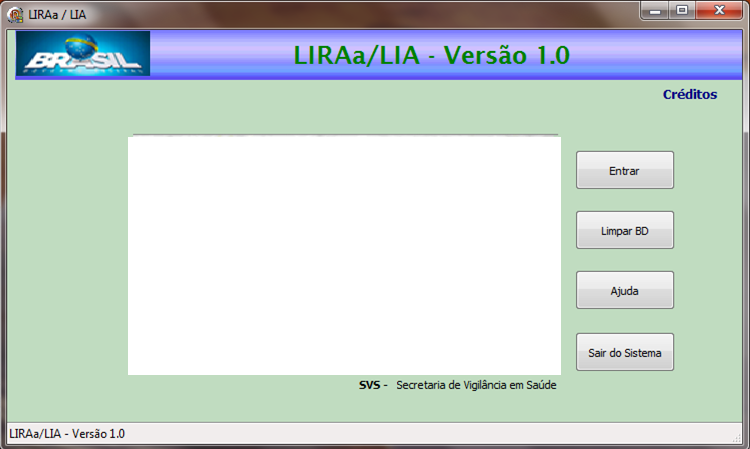 LIRAa / LIA
BRASIL
LIRAa/LIA - Versão 1.0
Créditos
Entrar
Limpar BD
Ajuda
Sair do Sistema
SVS - Secretaria de Vigilância em Saúde
LIRAa/LIA - Versão 1.0